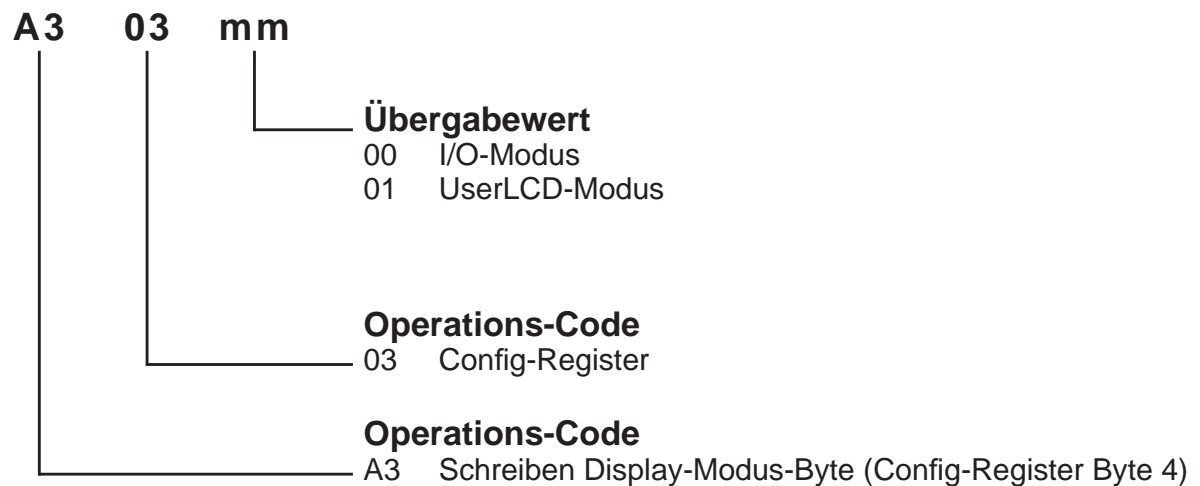 A3 03 mm
Übergabewert
00 I/O-Modus
01 UserLCD-Modus
Operations-Code
03 Config-Register
Operations-Code
A3 Schreiben Display-Modus-Byte (Config-Register Byte 4)